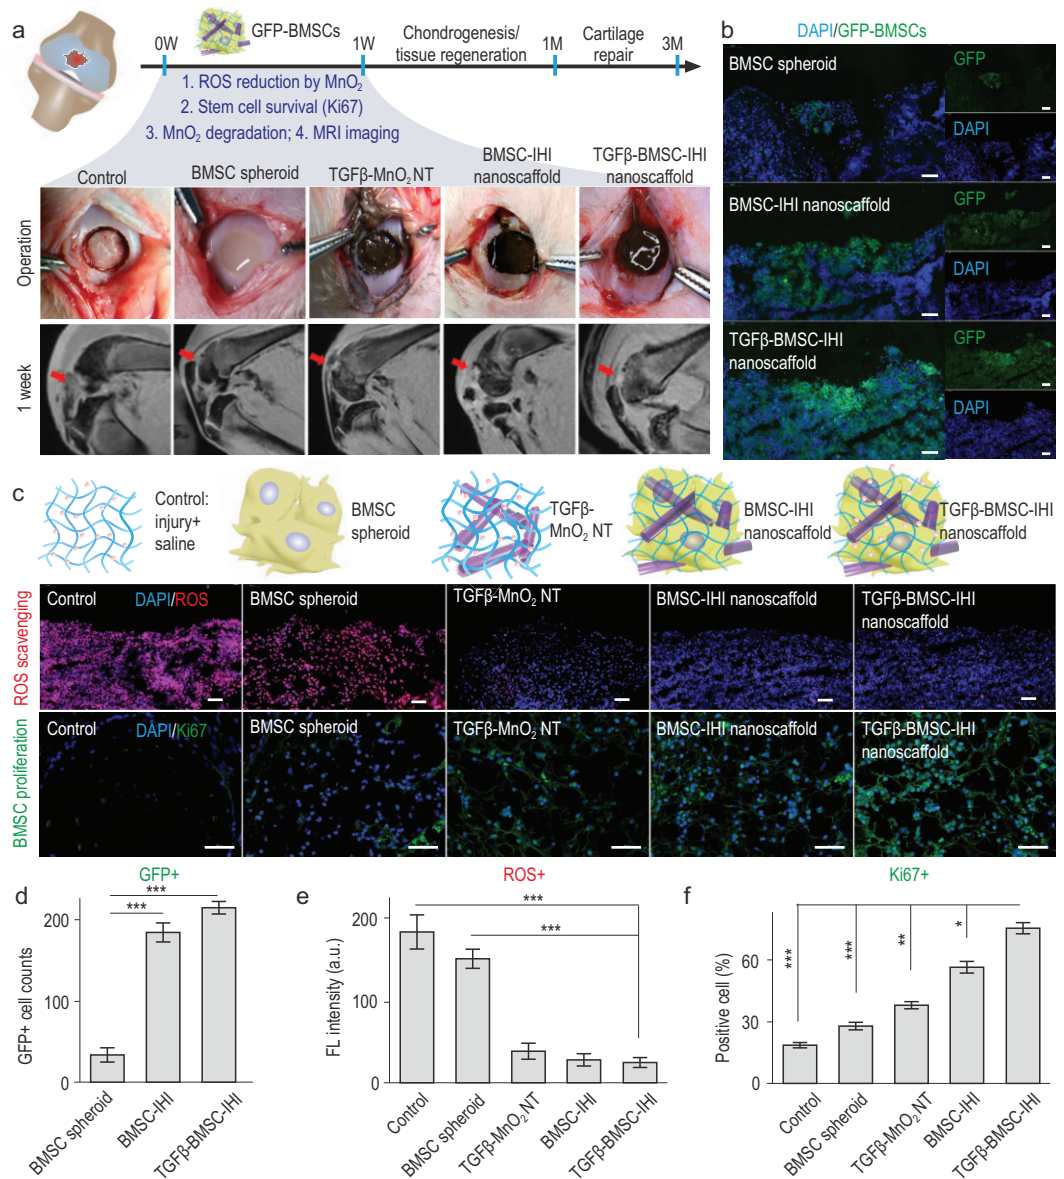 a
GFP-BMSCs
Chondrogenesis/
tissue regeneration
Cartilage
repair
0W
1W
1M
3M
1. ROS reduction by MnO₂
2. Stem cell survival (Ki67)
3. MnO₂ degradation; 4. MRI imaging
Control
BMSC spheroid
TGFβ-MnO₂ NT
BMSC-IHI
nanoscaffold
TGFβ-BMSC-IHI
nanoscaffold
Operation
1 week
b
DAPI/GFP-BMSCs
BMSC spheroid
GFP
DAPI
BMSC-IHI nanoscaffold
GFP
DAPI
TGFβ-BMSC-IHI
nanoscaffold
GFP
DAPI
c
Control:
injury+
saline
BMSC
spheroid
TGFβ-
MnO₂ NT
BMSC-IHI
nanoscaffold
TGFβ-BMSC-IHI
nanoscaffold
ROS scavenging
Control
DAPI/ROS
BMSC spheroid
TGFβ-MnO₂ NT
BMSC-IHI nanoscaffold
TGFβ-BMSC-IHI
nanoscaffold
BMSC proliferation
Control
DAPI/Ki67
BMSC spheroid
TGFβ-MnO₂ NT
BMSC-IHI nanoscaffold
TGFβ-BMSC-IHI
nanoscaffold
d
GFP+
***
***
GFP+ cell counts
200
100
0
BMSC spheroid
BMSC-IHI
TGFβ-BMSC-IHI
e
ROS+
***
***
FL intensity (a.u.)
200
100
0
Control
BMSC spheroid
TGFβ-MnO₂ NT
BMSC-IHI
TGFβ-BMSC-IHI
f
Ki67+
***
***
**
*
Positive cell (%)
60
30
0
Control
BMSC spheroid
TGFβ-MnO₂ NT
BMSC-IHI
TGFβ-BMSC-IHI